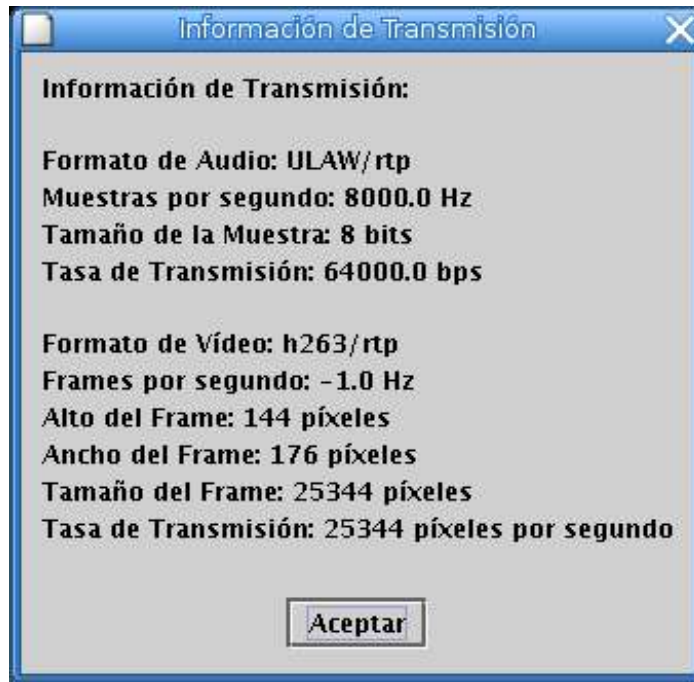 Información de Transmisión
Información de Transmisión:
Formato de Audio: ULAW/rtp
Muestras por segundo: 8000.0 Hz
Tamaño de la Muestra: 8 bits
Tasa de Transmisión: 64000.0 bps
Formato de Vídeo: h263/rtp
Frames por segundo: -1.0 Hz
Alto del Frame: 144 píxeles
Ancho del Frame: 176 píxeles
Tamaño del Frame: 25344 píxeles
Tasa de Transmisión: 25344 píxeles por segundo
Aceptar